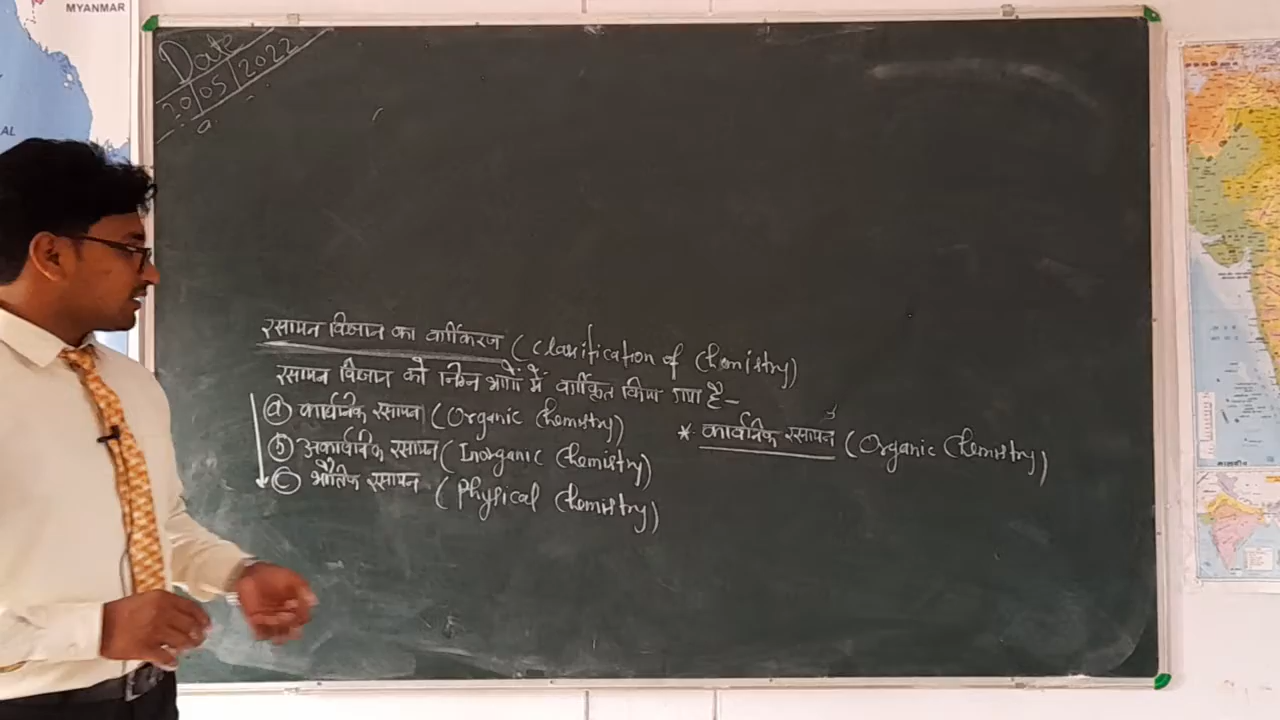 MYANMAR
Date
20/05/2022
रसायन विज्ञान का वर्गीकरण (Classification of Chemistry)
रसायन विज्ञान को निम्न भागों में वर्गीकृत किया गया है-
(a) कार्बनिक रसायन (Organic Chemistry)
(b) अकार्बनिक रसायन (Inorganic Chemistry)
(c) भौतिक रसायन (Physical Chemistry)
* कार्बनिक रसायन (Organic Chemistry)